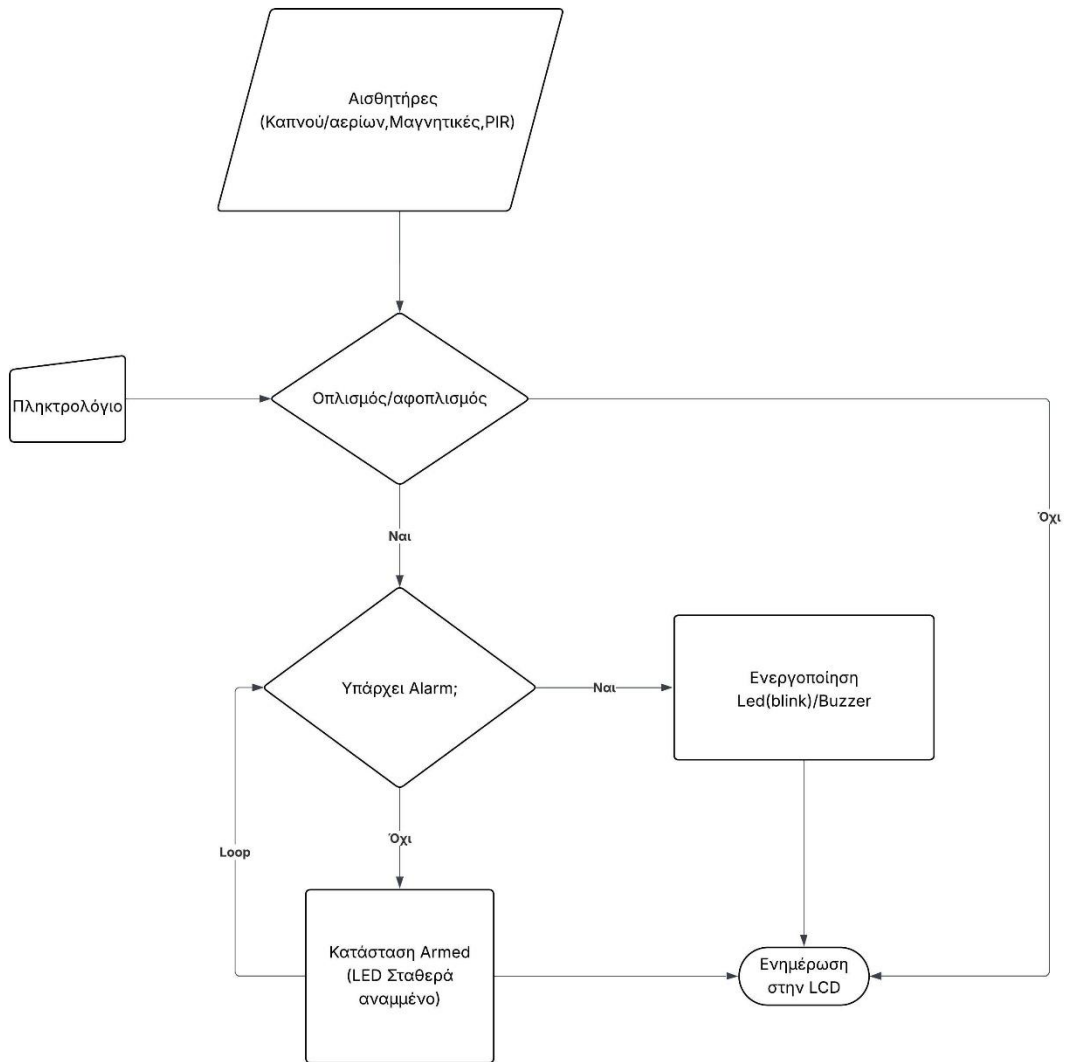 Αισθητήρες
(Καπνού/αερίων,Μαγνητικές,PIR)
Πληκτρολόγιο
Οπλισμός/αφοπλισμός
Όχι
Ναι
Υπάρχει Alarm;
Ναι
Ενεργοποίηση
Led(blink)/Buzzer
Όχι
Loop
Κατάσταση Armed
(LED Σταθερά
αναμμένο)
Ενημέρωση
στην LCD